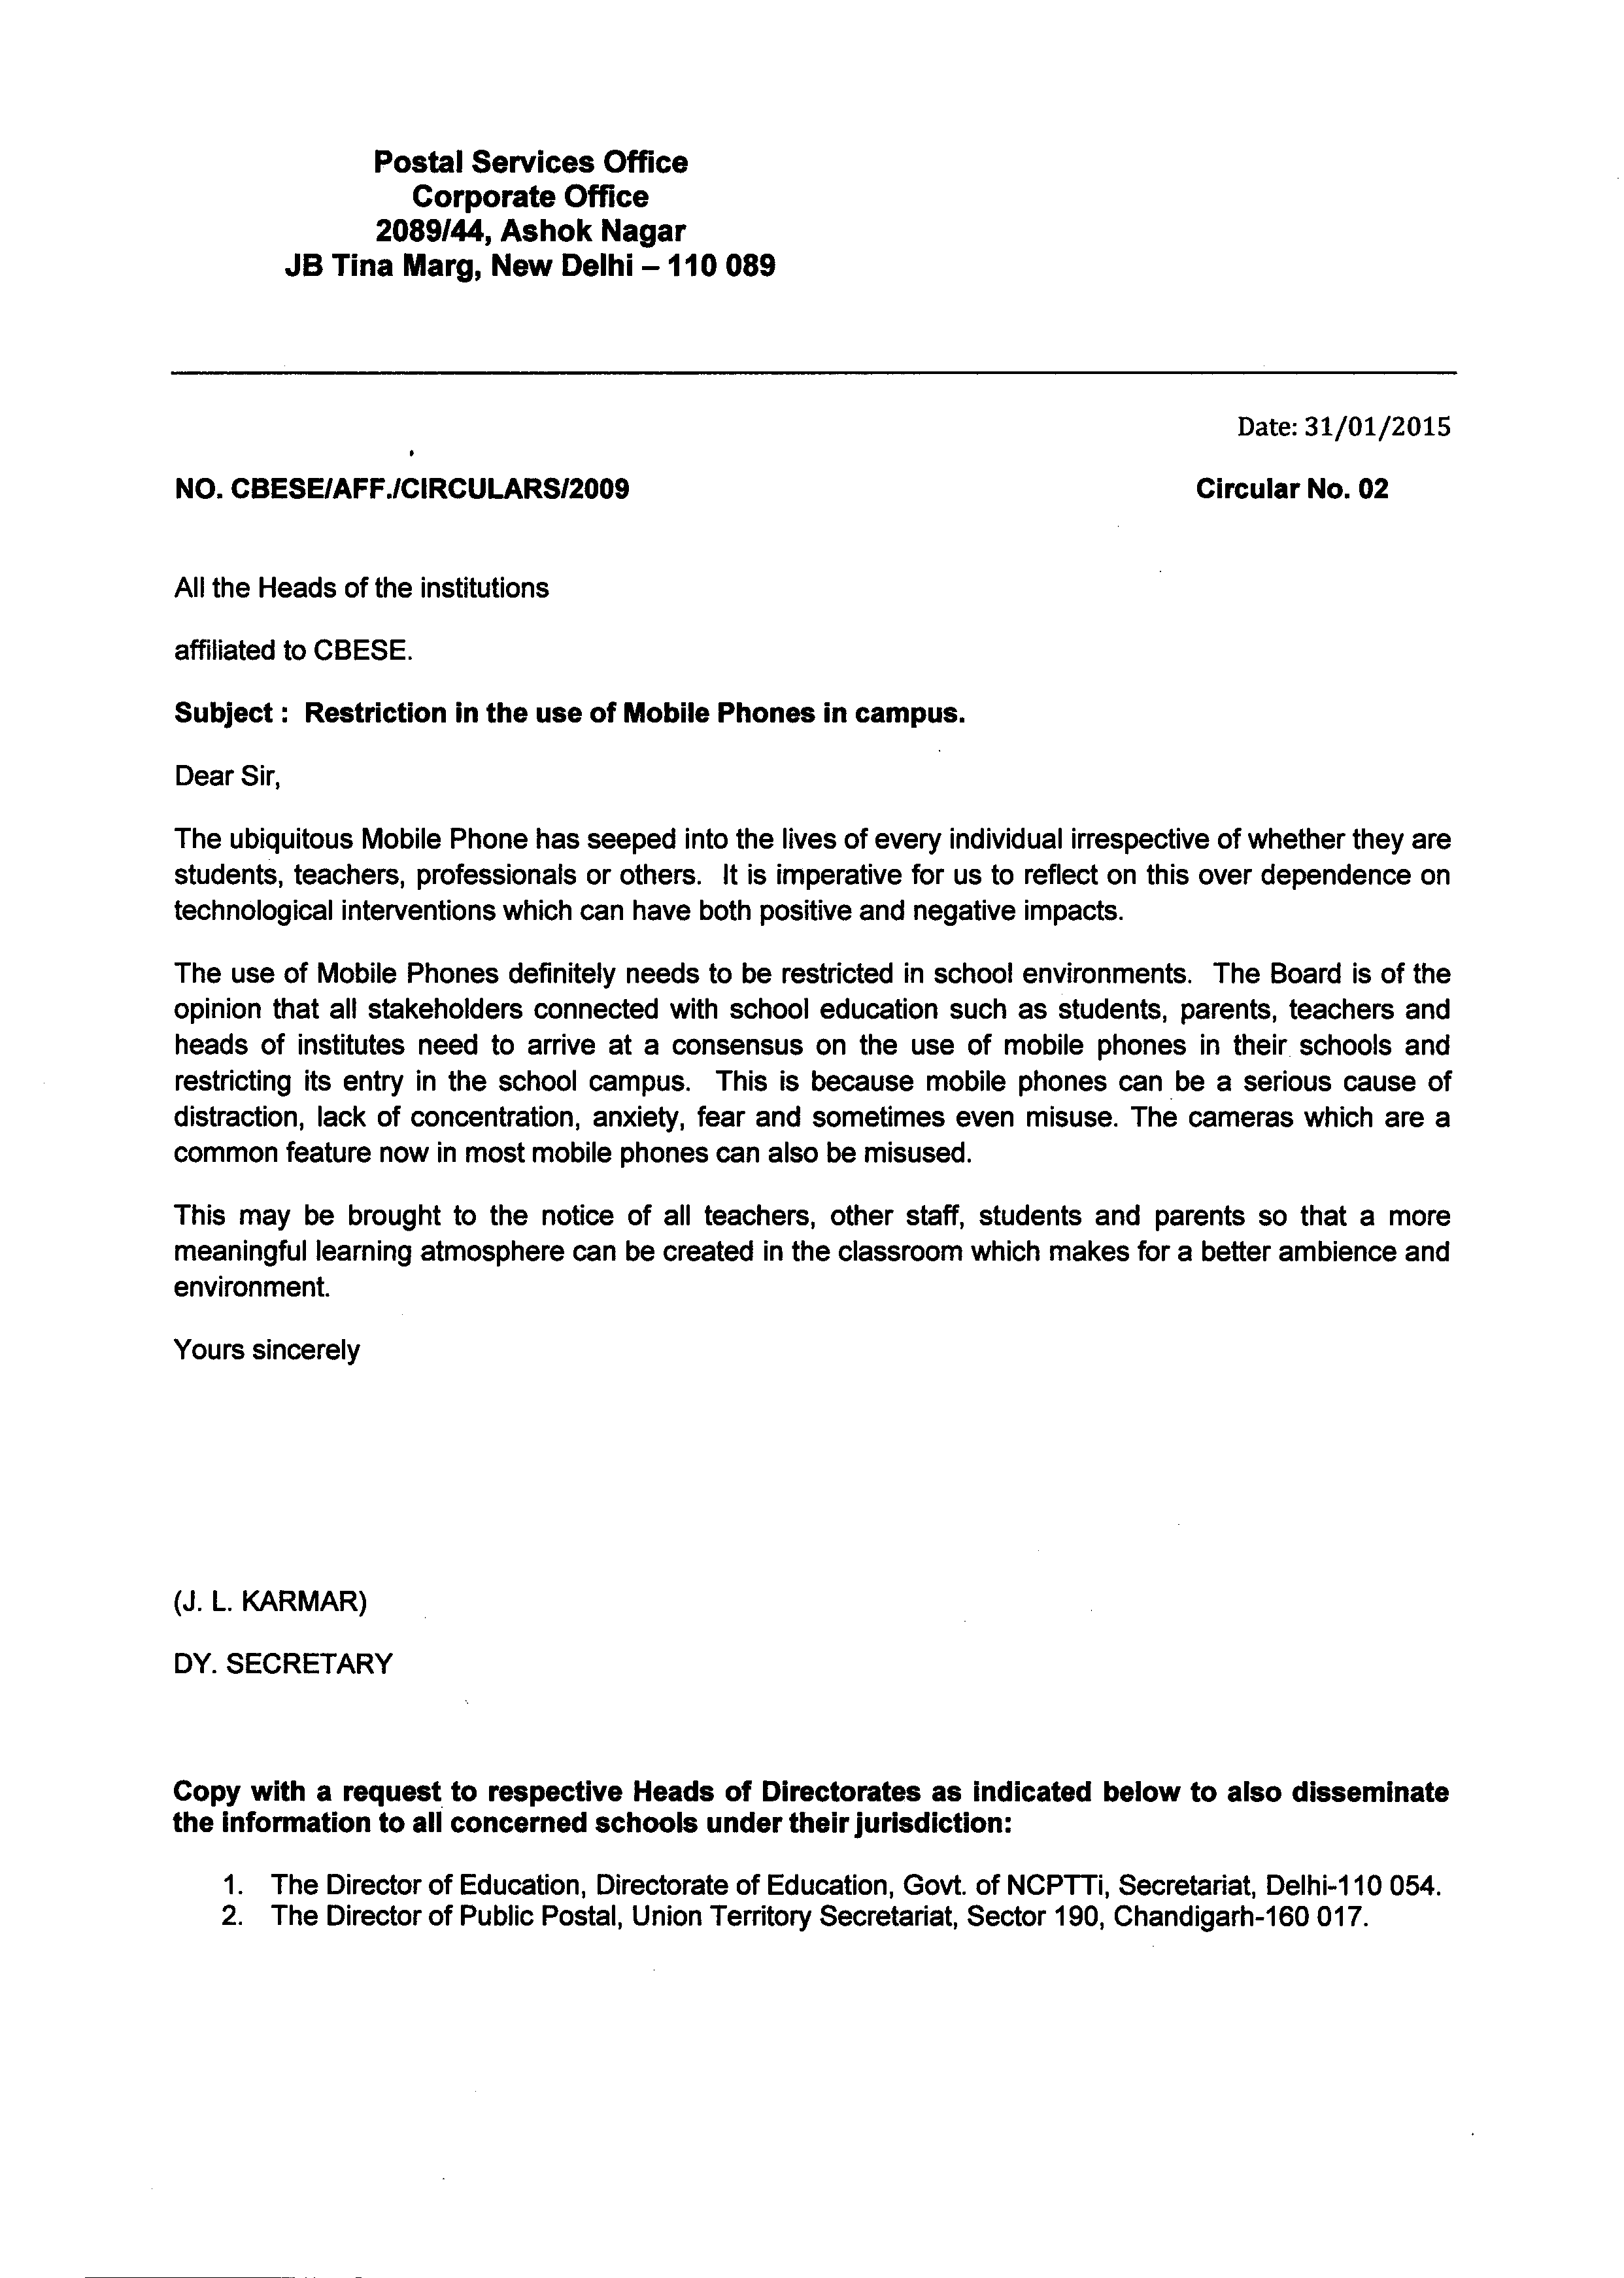 Postal Services Office
Corporate Office
2089/44, Ashok Nagar
JB Tina Marg, New Delhi – 110 089
Date: 31/01/2015
NO. CBESE/AFF./CIRCULARS/2009 Circular No. 02
All the Heads of the institutions
affiliated to CBESE.
Subject : Restriction in the use of Mobile Phones in campus.
Dear Sir,
The ubiquitous Mobile Phone has seeped into the lives of every individual irrespective of whether they are
students, teachers, professionals or others. It is imperative for us to reflect on this over dependence on
technological interventions which can have both positive and negative impacts.
The use of Mobile Phones definitely needs to be restricted in school environments. The Board is of the
opinion that all stakeholders connected with school education such as students, parents, teachers and
heads of institutes need to arrive at a consensus on the use of mobile phones in their schools and
restricting its entry in the school campus. This is because mobile phones can be a serious cause of
distraction, lack of concentration, anxiety, fear and sometimes even misuse. The cameras which are a
common feature now in most mobile phones can also be misused.
This may be brought to the notice of all teachers, other staff, students and parents so that a more
meaningful learning atmosphere can be created in the classroom which makes for a better ambience and
environment.
Yours sincerely
(J. L. KARMAR)
DY. SECRETARY
Copy with a request to respective Heads of Directorates as indicated below to also disseminate
the information to all concerned schools under their jurisdiction:
1. The Director of Education, Directorate of Education, Govt. of NCPTTi, Secretariat, Delhi-110 054.
2. The Director of Public Postal, Union Territory Secretariat, Sector 190, Chandigarh-160 017.